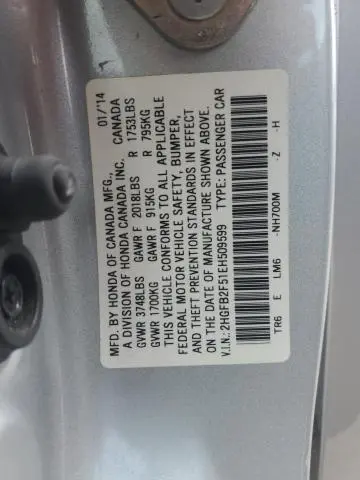 MFD. BY HONDA OF CANADA MFG., 01/'14
A DIVISION OF HONDA CANADA INC. CANADA
GVWR 3748LBS GAWR F 2018LBS R 1753LBS
GVWR 1700KG GAWR F 915KG R 795KG
THIS VEHICLE CONFORMS TO ALL APPLICABLE
FEDERAL MOTOR VEHICLE SAFETY, BUMPER,
AND THEFT PREVENTION STANDARDS IN EFFECT
ON THE DATE OF MANUFACTURE SHOWN ABOVE.
V.I.N.: 2HGFB2F51EH509599 TYPE: PASSENGER CAR
TR6 E LM6 -NH700M -Z -H